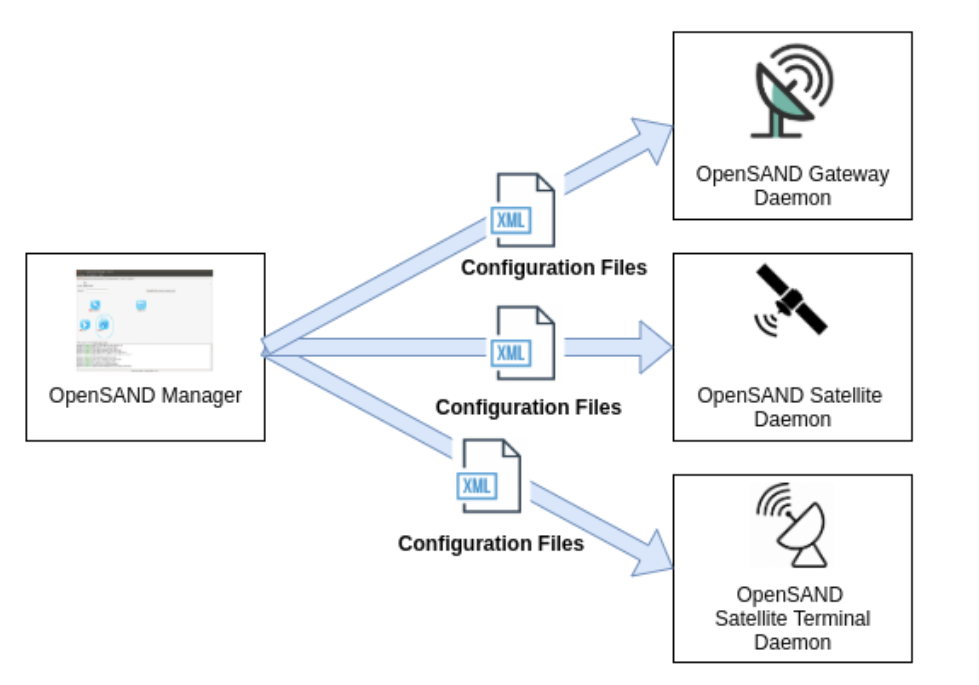 OpenSAND Gateway
Daemon
XML
Configuration Files
OpenSAND Manager
XML
Configuration Files
OpenSAND Satellite
Daemon
XML
Configuration Files
OpenSAND
Satellite Terminal
Daemon